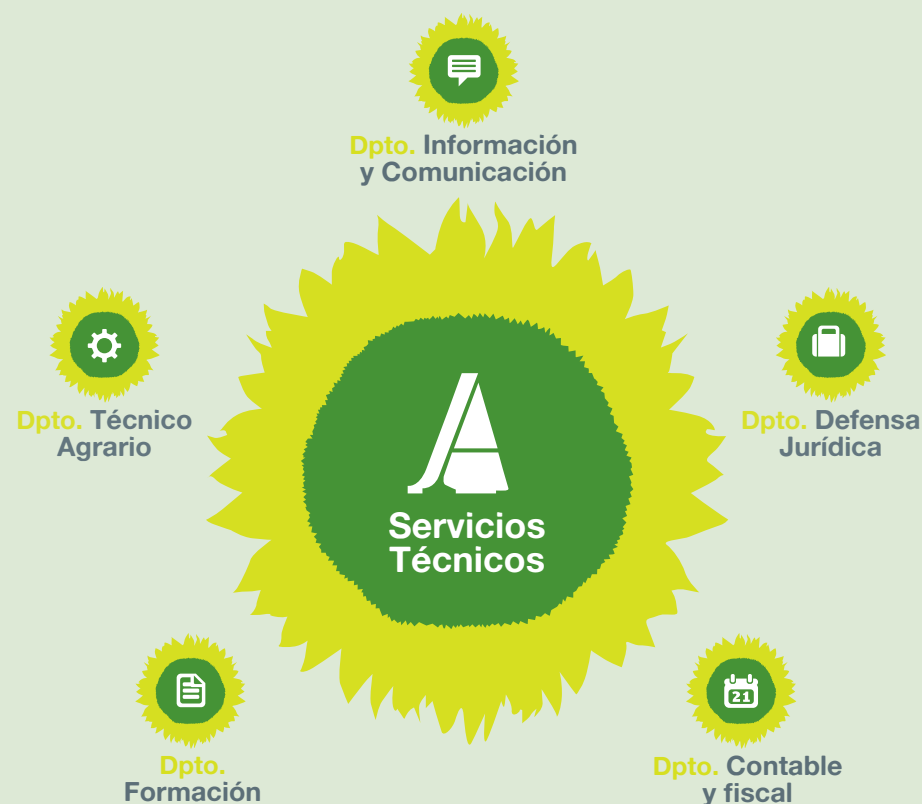 Dpto. Información
y Comunicación
Dpto. Técnico
Agrario
Dpto. Defensa
Jurídica
A
Servicios
Técnicos
Dpto.
Formación
21
Dpto. Contable
y fiscal